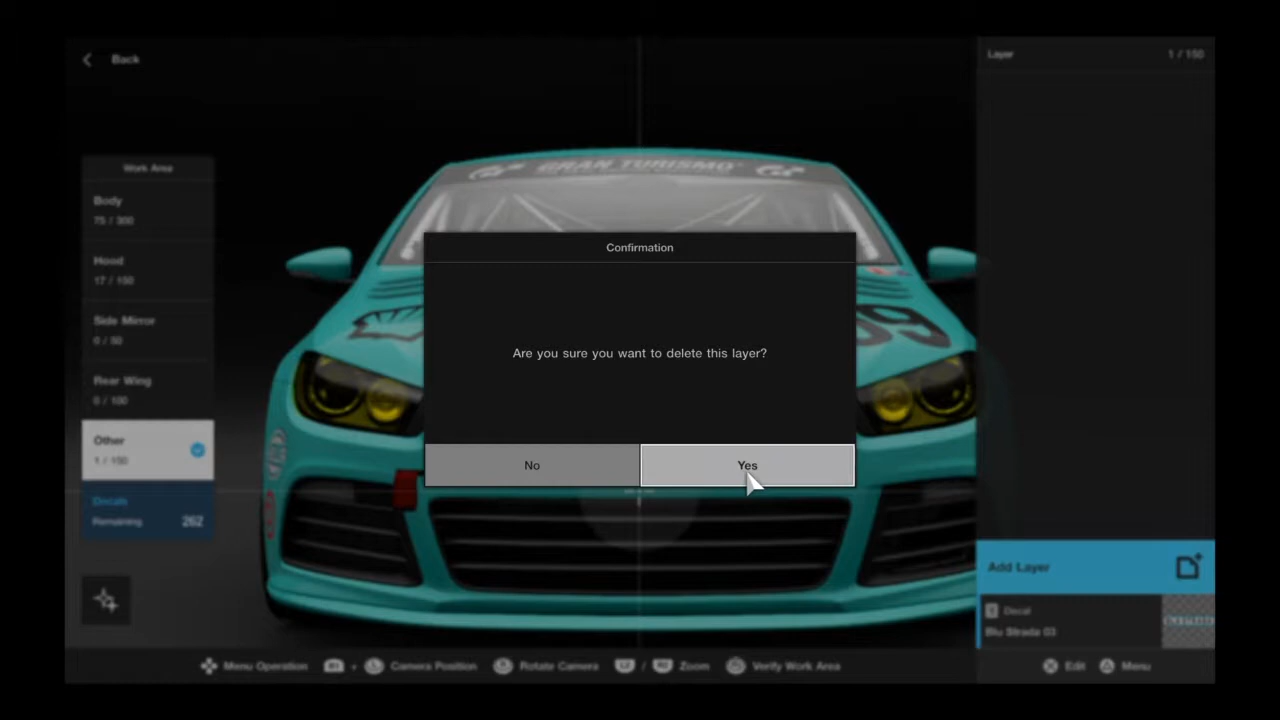 Back
Layer 1 / 150
GRAN TURISMO
Work Area
Body
75 / 300
Confirmation
Hood
17 / 150
Side Mirror
0 / 50
09
Are you sure you want to delete this layer?
Rear Wing
0 / 100
Other
1 / 150
No
Yes
Decals
Remaining 262
Add Layer
Decal
Blu Strada 03
Menu Operation
Camera Position
Rotate Camera
Zoom
Verify Work Area
Edit
Menu